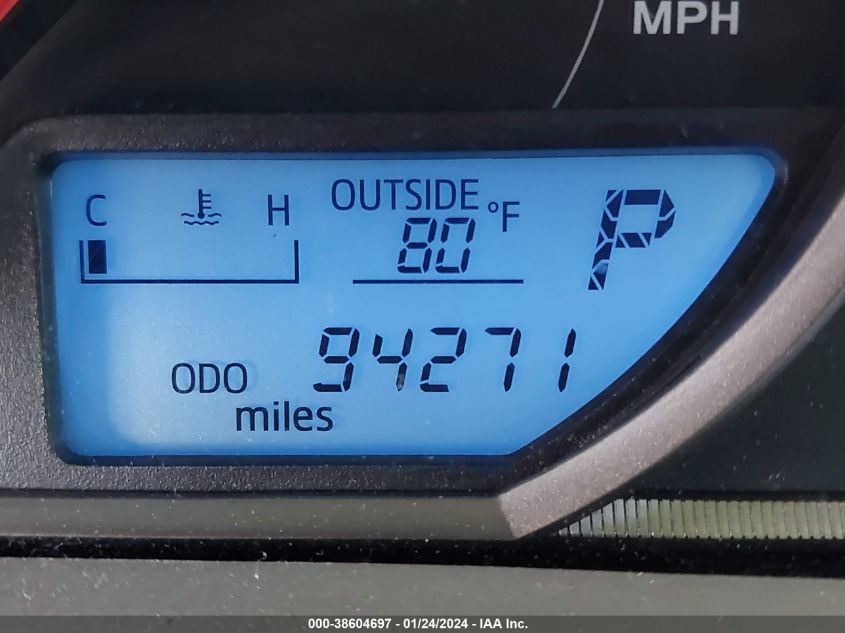 MPH
C H OUTSIDE
80 °F
P
ODO 94271
miles
000-38604697 - 01/24/2024 - IAA Inc.